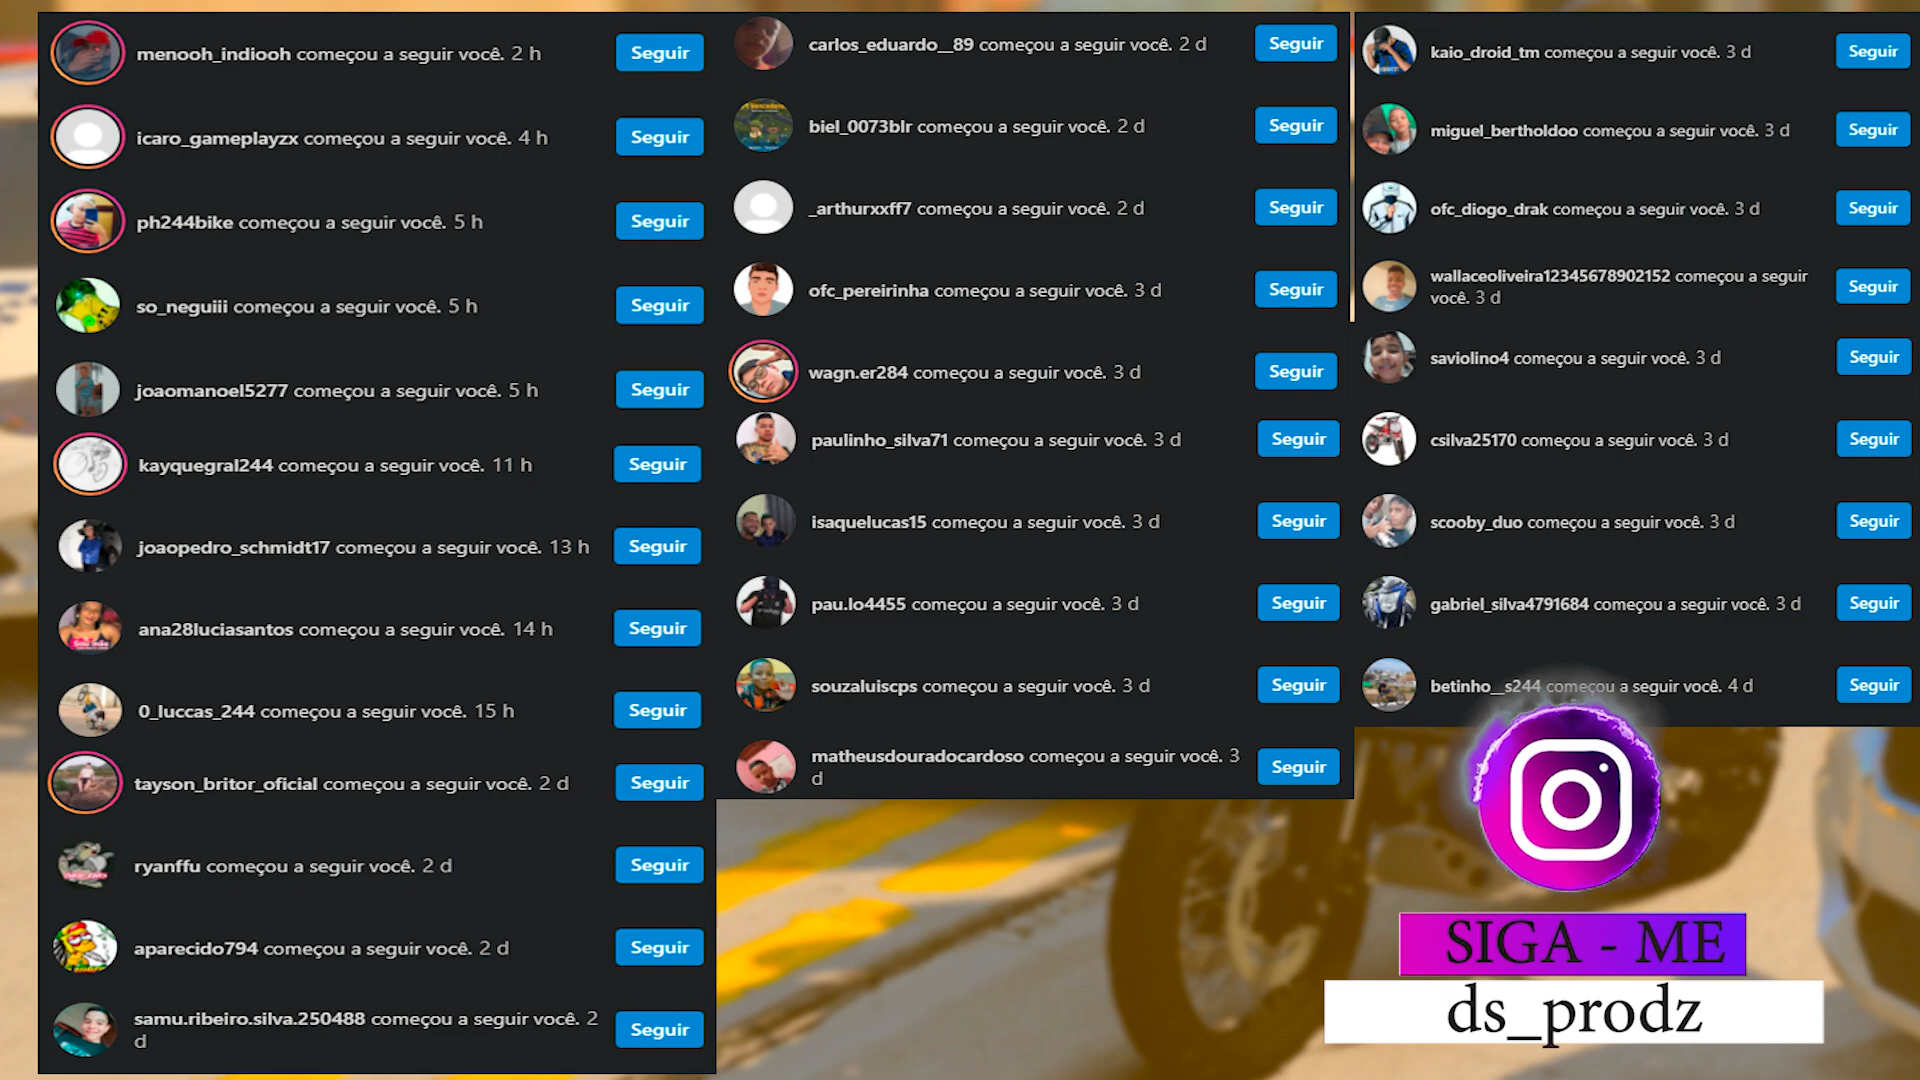 menooh_indiooh começou a seguir você. 2 h
Seguir
icaro_gameplayzx começou a seguir você. 4 h
Seguir
ph244bike começou a seguir você. 5 h
Seguir
so_neguiii começou a seguir você. 5 h
Seguir
joaomanoel5277 começou a seguir você. 5 h
Seguir
kayquegral244 começou a seguir você. 11 h
Seguir
joaopedro_schmidt17 começou a seguir você. 13 h
Seguir
ana28luciasantos começou a seguir você. 14 h
Seguir
0_luccas_244 começou a seguir você. 15 h
Seguir
tayson_britor_oficial começou a seguir você. 2 d
Seguir
ryanffu começou a seguir você. 2 d
Seguir
aparecido794 começou a seguir você. 2 d
Seguir
samu.ribeiro.silva.250488 começou a seguir você. 2
d
Seguir
carlos_eduardo__89 começou a seguir você. 2 d
Seguir
biel_0073blr começou a seguir você. 2 d
Seguir
_arthurxxff7 começou a seguir você. 2 d
Seguir
ofc_pereirinha começou a seguir você. 3 d
Seguir
wagn.er284 começou a seguir você. 3 d
Seguir
paulinho_silva71 começou a seguir você. 3 d
Seguir
isaquelucas15 começou a seguir você. 3 d
Seguir
pau.lo4455 começou a seguir você. 3 d
Seguir
souzaluiscps começou a seguir você. 3 d
Seguir
matheusdouradocardoso começou a seguir você. 3
d
Seguir
kaio_droid_tm começou a seguir você. 3 d
Seguir
miguel_bertholdoo começou a seguir você. 3 d
Seguir
ofc_diogo_drak começou a seguir você. 3 d
Seguir
wallaceoliveira12345678902152 começou a seguir
você. 3 d
Seguir
saviolino4 começou a seguir você. 3 d
Seguir
csilva25170 começou a seguir você. 3 d
Seguir
scooby_duo começou a seguir você. 3 d
Seguir
gabriel_silva4791684 começou a seguir você. 3 d
Seguir
betinho__s244 começou a seguir você. 4 d
Seguir
SIGA - ME
ds_prodz